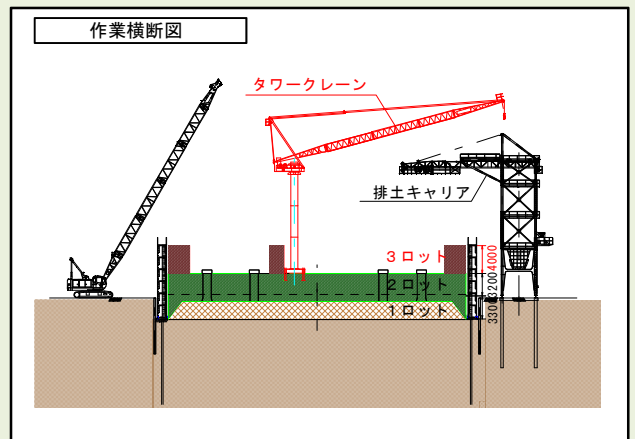 作業横断図
タワークレーン
排土キャリア
3ロット
4000
2ロット
3200
1ロット
3300